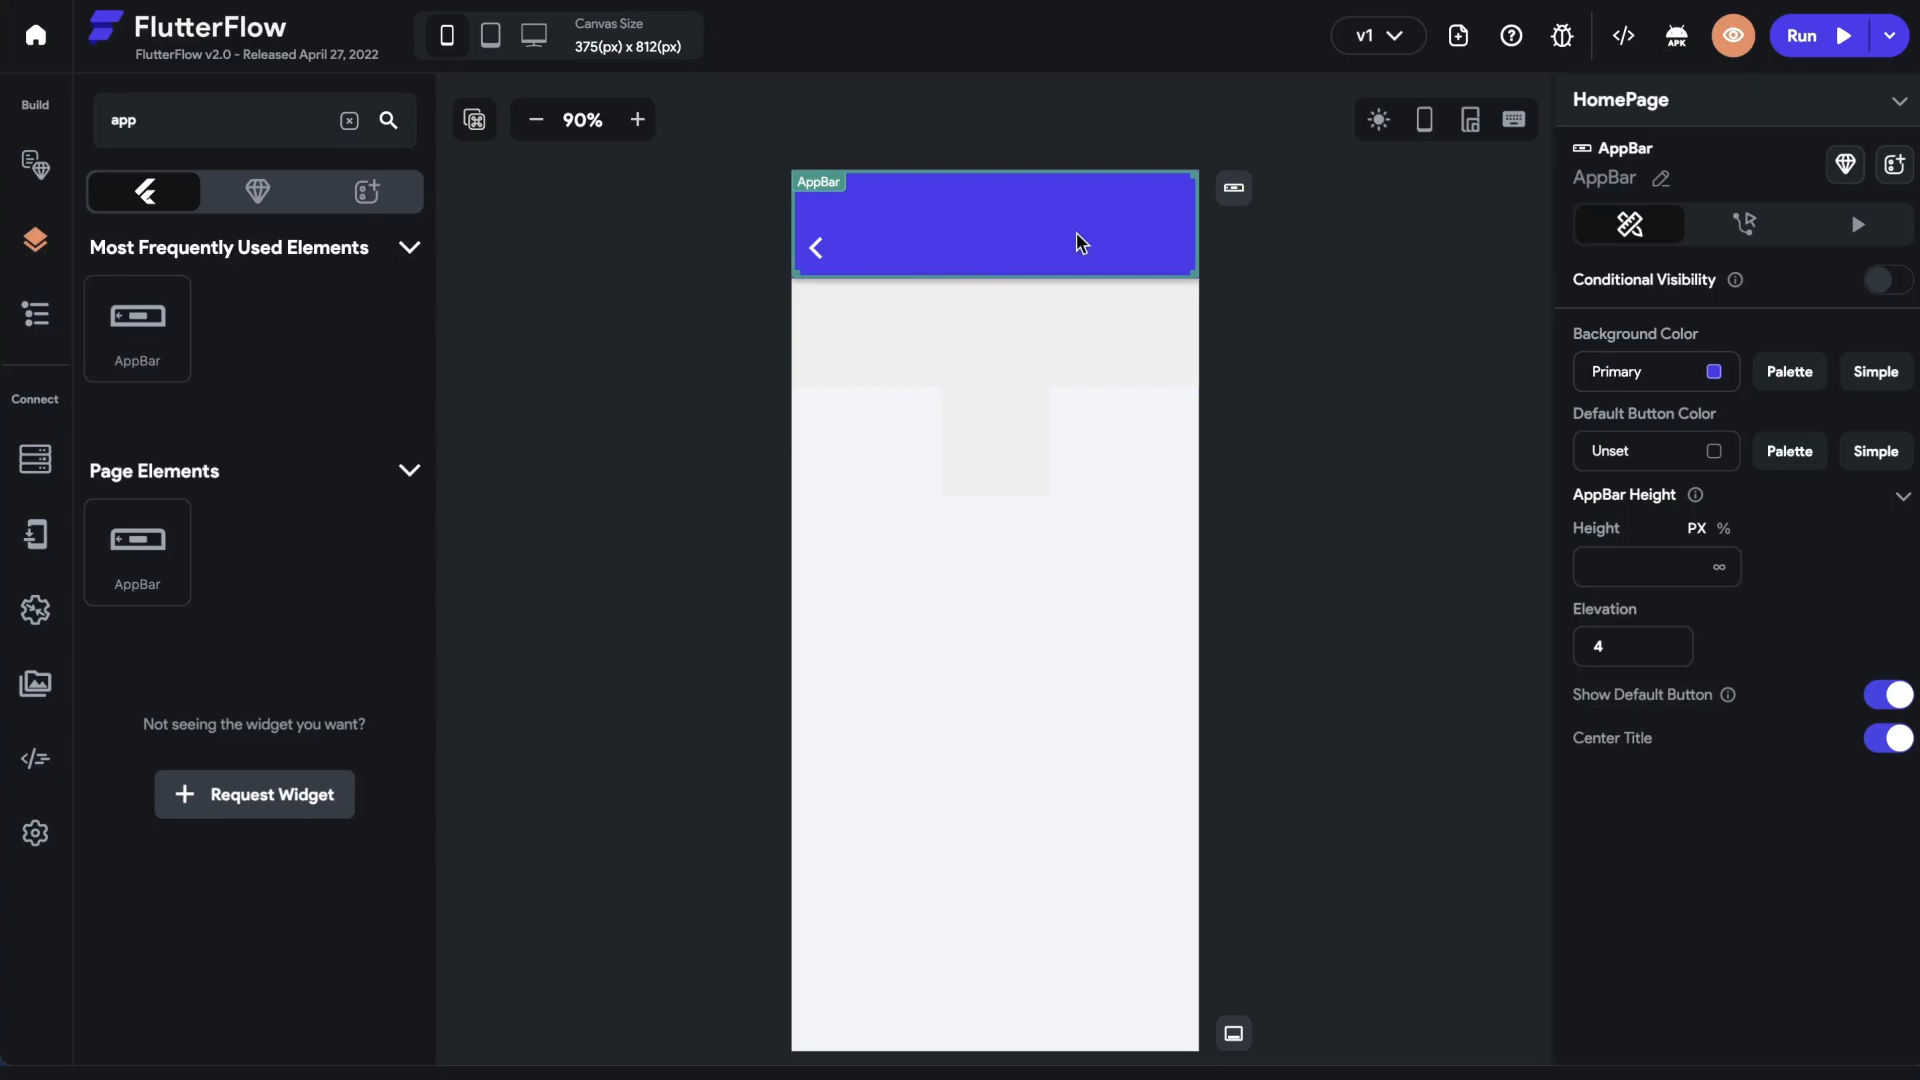 FlutterFlow
FlutterFlow v2.0 - Released April 27, 2022
Canvas Size
375(px) x 812(px)
v1
APK
Run
Build
Connect
app
Most Frequently Used Elements
AppBar
Page Elements
AppBar
Not seeing the widget you want?
Request Widget
90%
AppBar
HomePage
AppBar
AppBar
Conditional Visibility
Background Color
Primary
Palette
Simple
Default Button Color
Unset
Palette
Simple
AppBar Height
Height PX %
∞
Elevation
4
Show Default Button
Center Title